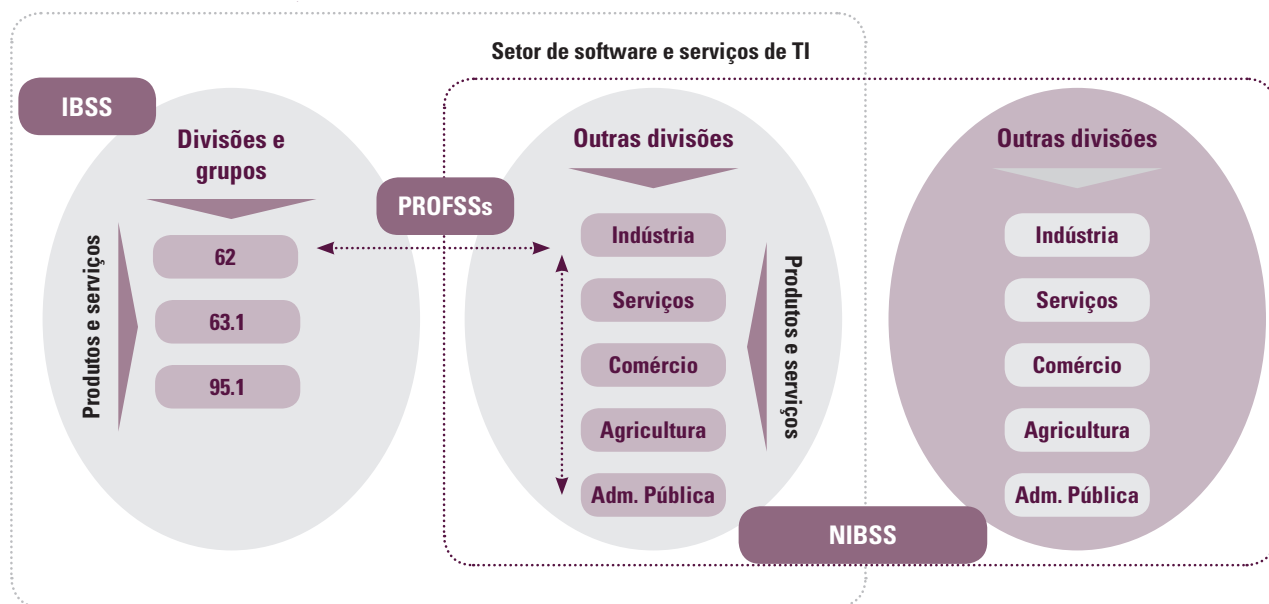 Setor de software e serviços de TI
IBSS
Divisões e
grupos
Produtos e serviços
62
63.1
95.1
PROFSSs
Outras divisões
Indústria
Serviços
Comércio
Agricultura
Adm. Pública
Produtos e serviços
NIBSS
Outras divisões
Indústria
Serviços
Comércio
Agricultura
Adm. Pública